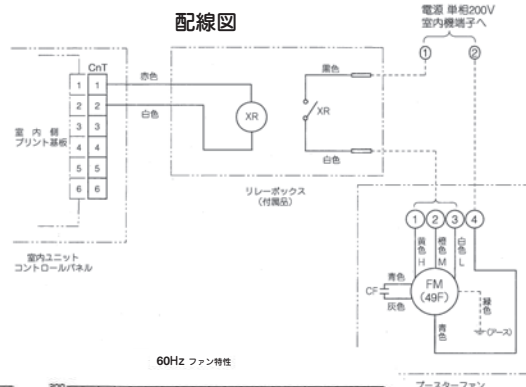 配線図
電源 単相200V
室内機端子へ
① ②
CnT
1 1
2 2
3 3
4 4
5 5
6 6
赤色
白色
室内側
プリント基板
XR
黒色
XR
白色
リレーボックス
(付属品)
室内ユニット
コントロールパネル
① ② ③ ④
黄色 H
橙色 M
白色 L
青色
CF
灰色
FM
(49F)
緑色
(アース)
青色
60Hz ファン特性
300
ブースターファン